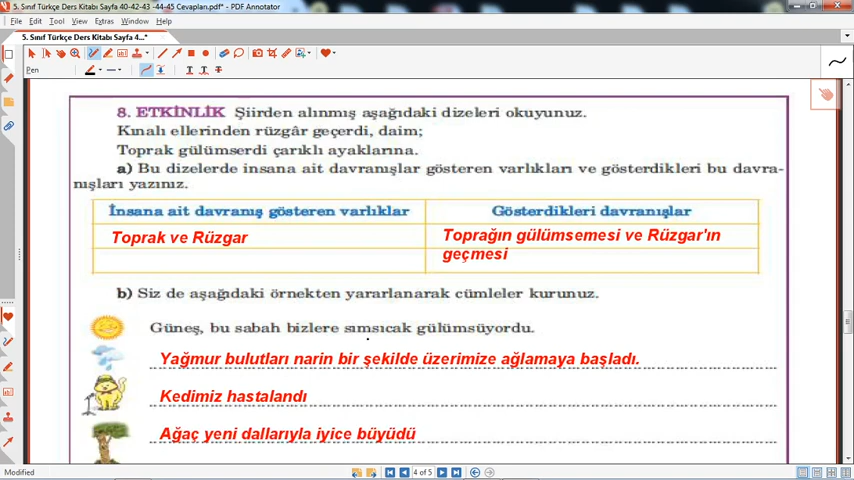 5. Sınıf Türkçe Ders Kitabı Sayfa 40-42-43 -44-45 Cevapları.pdf* - PDF Annotator
File Edit Tool View Extras Window Help
5. Sınıf Türkçe Ders Kitabı Sayfa 4...*
Pen
8. ETKİNLİK Şiirden alınmış aşağıdaki dizeleri okuyunuz.
Kınalı ellerinden rüzgâr geçerdi, daim;
Toprak gülümserdi çarıklı ayaklarına.
a) Bu dizelerde insana ait davranışlar gösteren varlıkları ve gösterdikleri bu davra-
nışları yazınız.
İnsana ait davranış gösteren varlıklar Gösterdikleri davranışlar
Toprak ve Rüzgar Toprağın gülümsemesi ve Rüzgar'ın
geçmesi
b) Siz de aşağıdaki örnekten yararlanarak cümleler kurunuz.
Güneş, bu sabah bizlere sımsıcak gülümsüyordu.
Yağmur bulutları narin bir şekilde üzerimize ağlamaya başladı.
Kedimiz hastalandı
Ağaç yeni dallarıyla iyice büyüdü
Modified 4 of 5